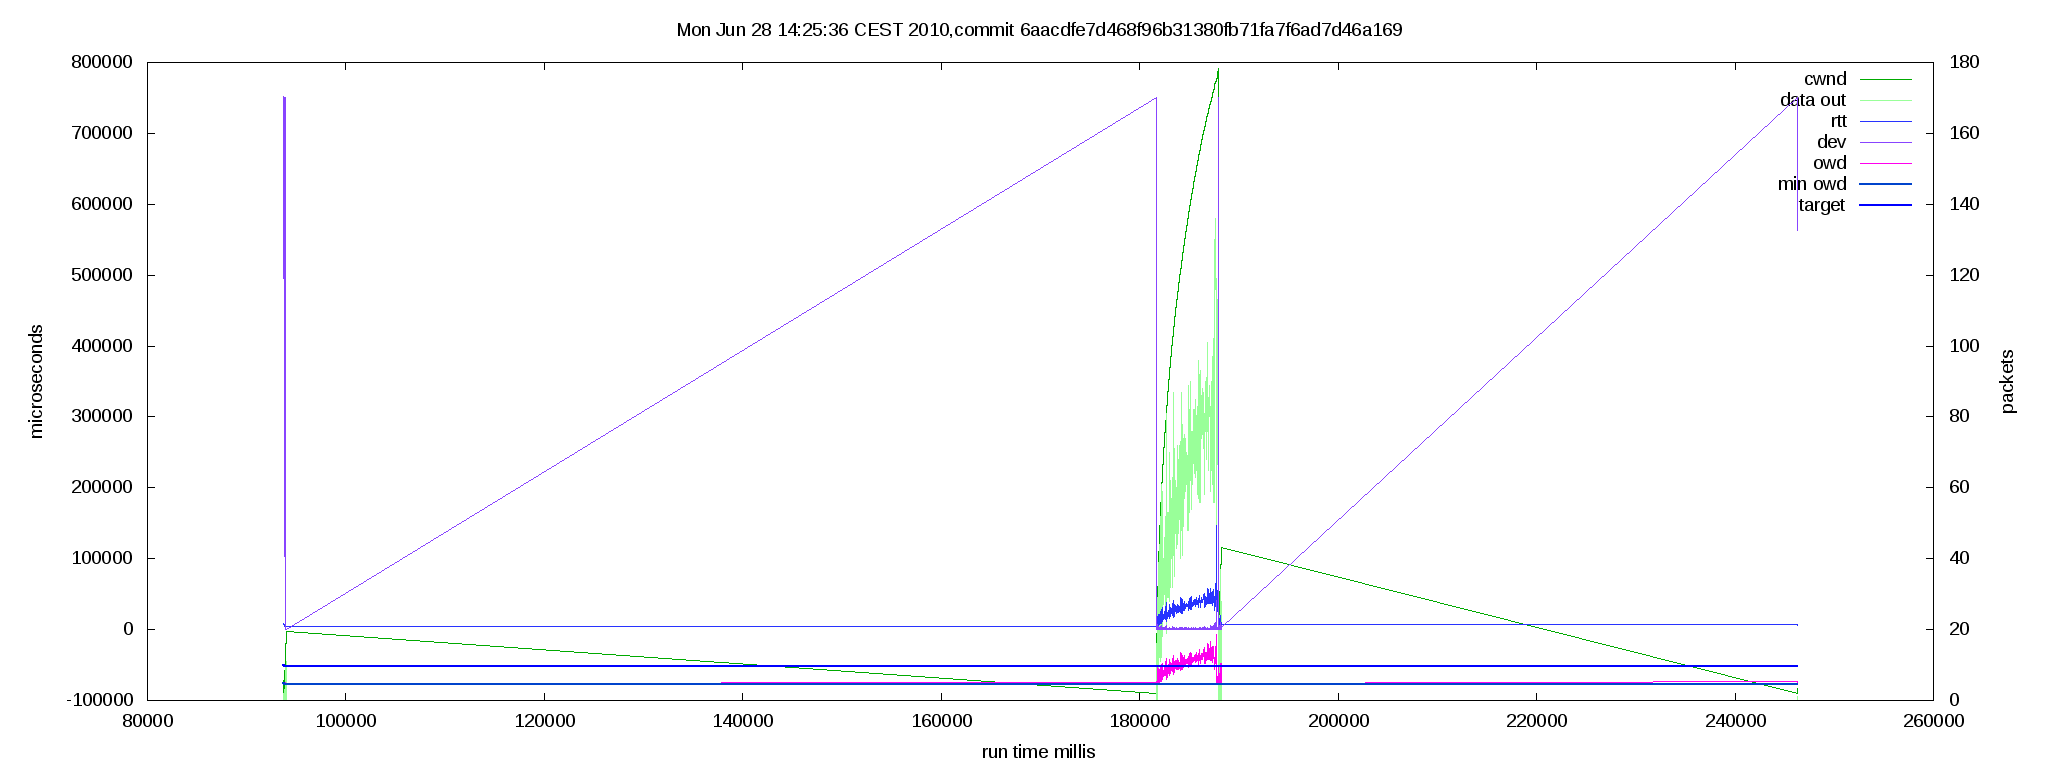 Mon Jun 28 14:25:36 CEST 2010,commit 6aacdfe7d468f96b31380fb71fa7f6ad7d46a169
800000
700000
600000
500000
400000
300000
200000
100000
0
-100000
microseconds
180
160
140
120
100
80
60
40
20
0
packets
cwnd
data out
rtt
dev
owd
min owd
target
80000 100000 120000 140000 160000 180000 200000 220000 240000 260000
run time millis